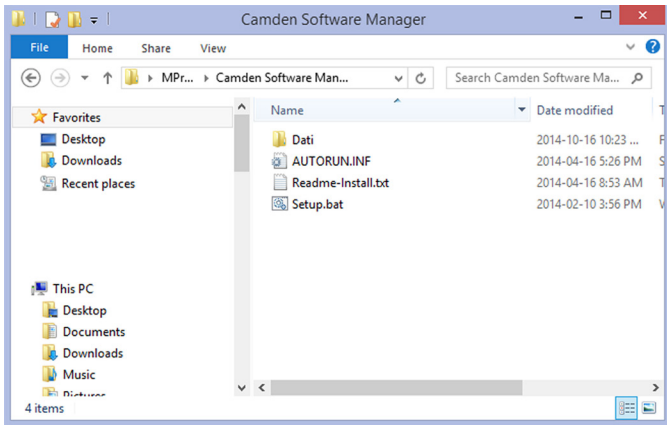 Camden Software Manager
File Home Share View
MPr... Camden Software Man... Search Camden Software Ma...
Favorites
Desktop
Downloads
Recent places
This PC
Desktop
Documents
Downloads
Music
Pictures
Name Date modified
Dati 2014-10-16 10:23 ...
AUTORUN.INF 2014-04-16 5:26 PM
Readme-Install.txt 2014-04-16 8:53 AM
Setup.bat 2014-02-10 3:56 PM
4 items